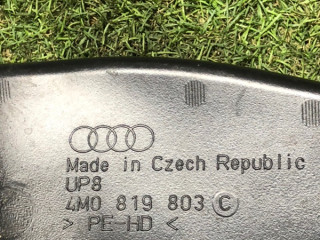 Made in Czech Republic
UP8
4M0 819 803 C
> PE-HD <